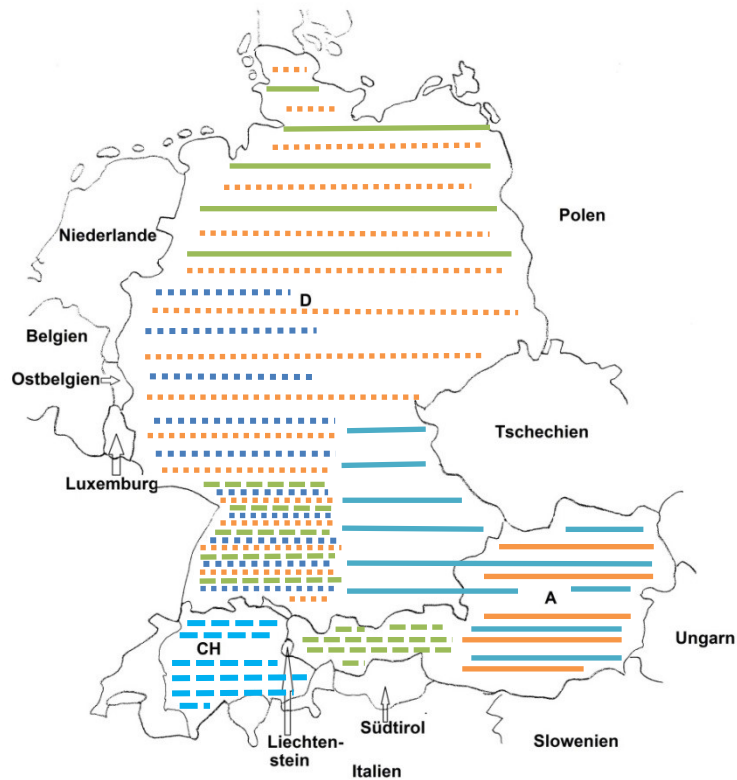 Polen
Niederlande
D
Belgien
Ostbelgien
Tschechien
Luxemburg
A
CH
Ungarn
Südtirol
Liechten-
stein
Slowenien
Italien